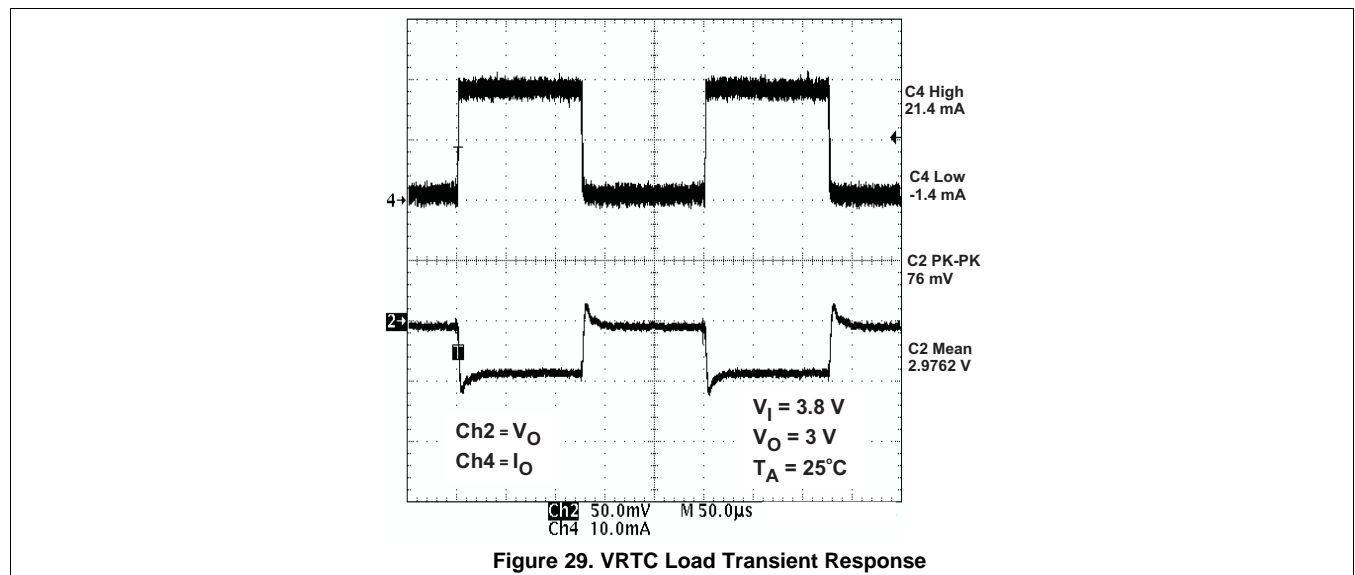 C4 High
21.4 mA
C4 Low
-1.4 mA
4→
C2 PK-PK
76 mV
2→
C2 Mean
2.9762 V
T
Ch2 = VO
Ch4 = IO
VI = 3.8 V
VO = 3 V
TA = 25°C
Ch2 50.0mV M 50.0µs
Ch4 10.0mA
Figure 29. VRTC Load Transient Response